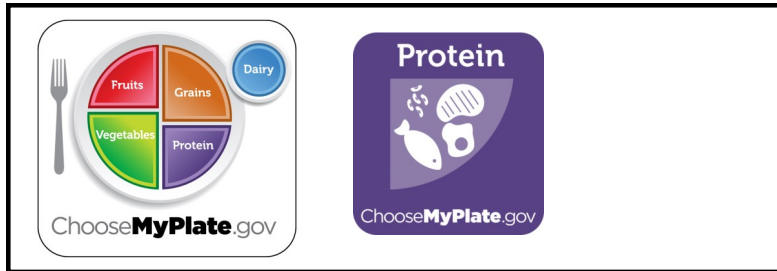 Fruits
Grains
Dairy
Vegetables
Protein
ChooseMyPlate.gov
Protein
ChooseMyPlate.gov